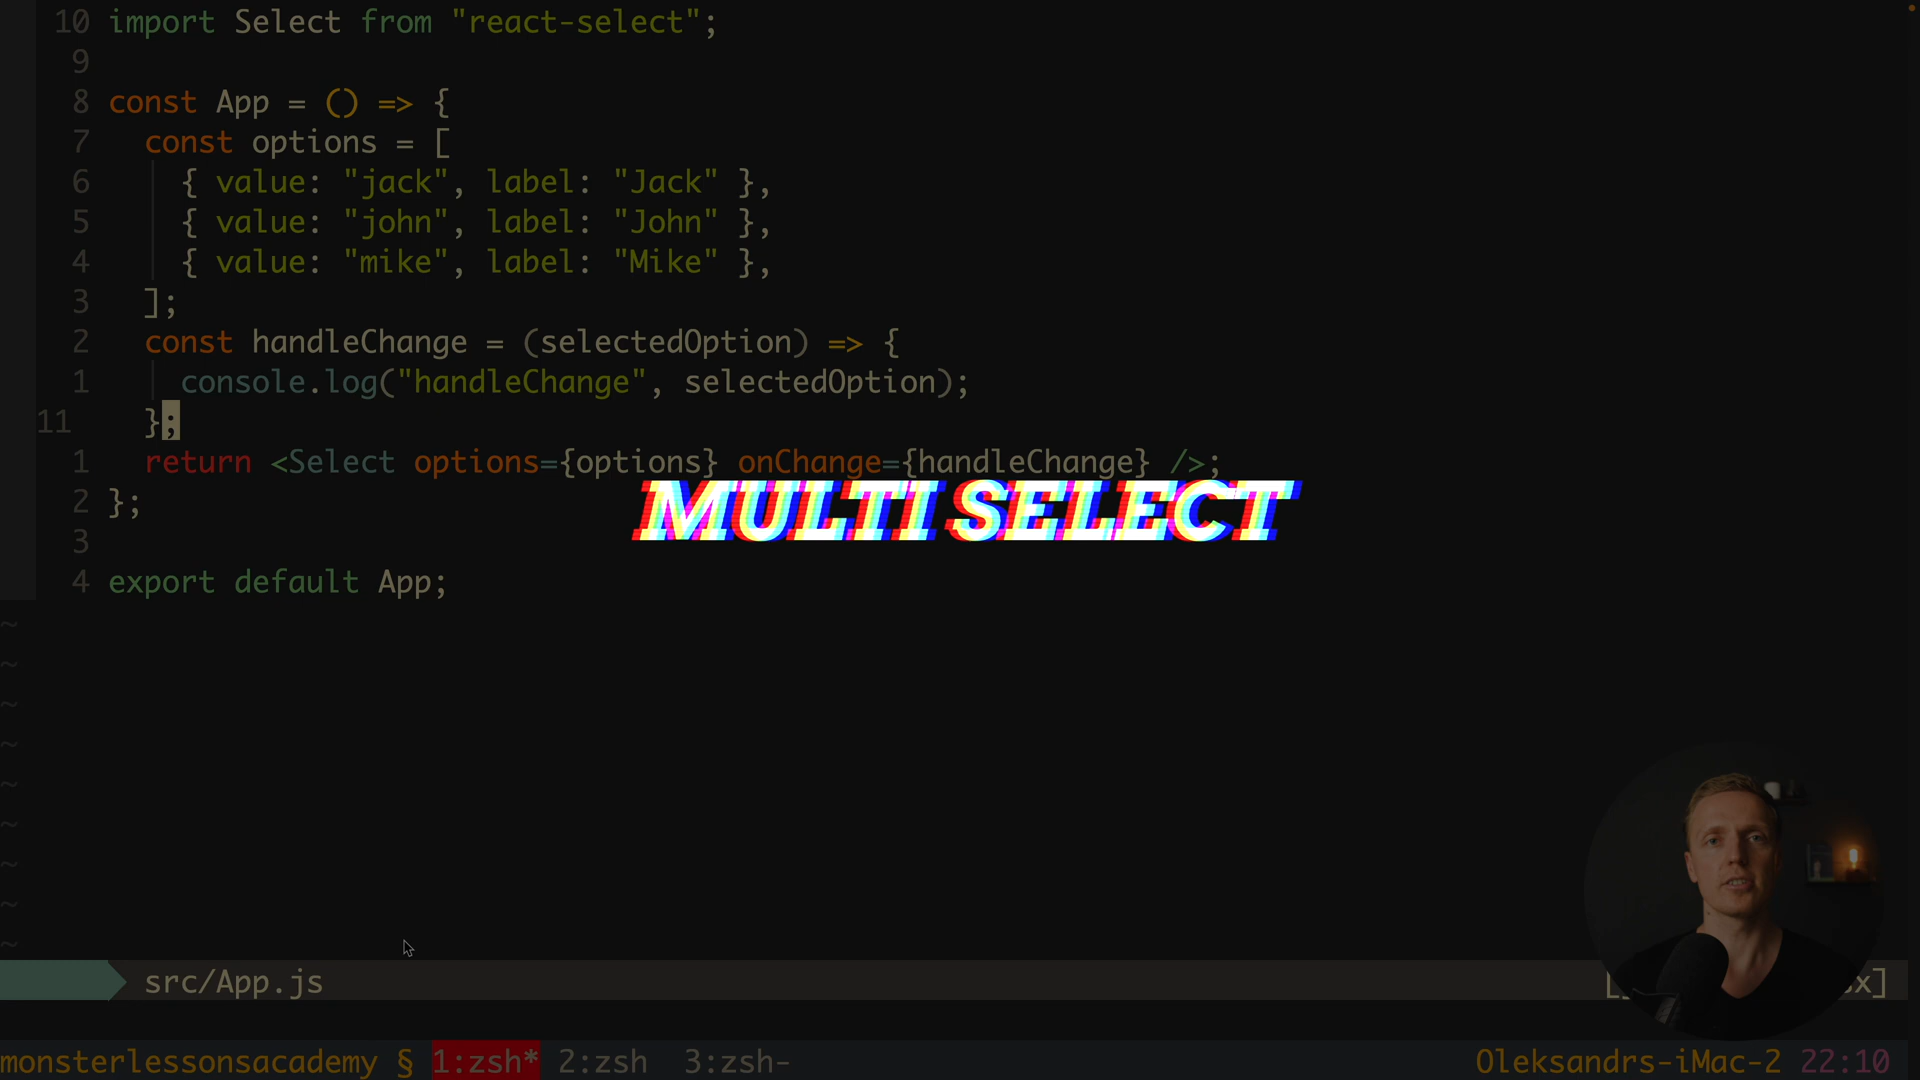 10 import Select from "react-select";
9
8 const App = () => {
7 const options = [
6 { value: "jack", label: "Jack" },
5 { value: "john", label: "John" },
4 { value: "mike", label: "Mike" },
3 ];
2 const handleChange = (selectedOption) => {
1 console.log("handleChange", selectedOption);
11 };
1 return <Select options={options} onChange={handleChange} />;
MULTI SELECT
2 };
3
4 export default App;
~
~
~
~
~
~
~
~
~
src/App.js
monsterlessonsacademy § 1:zsh* 2:zsh 3:zsh- Oleksandrs-iMac-2 22:10